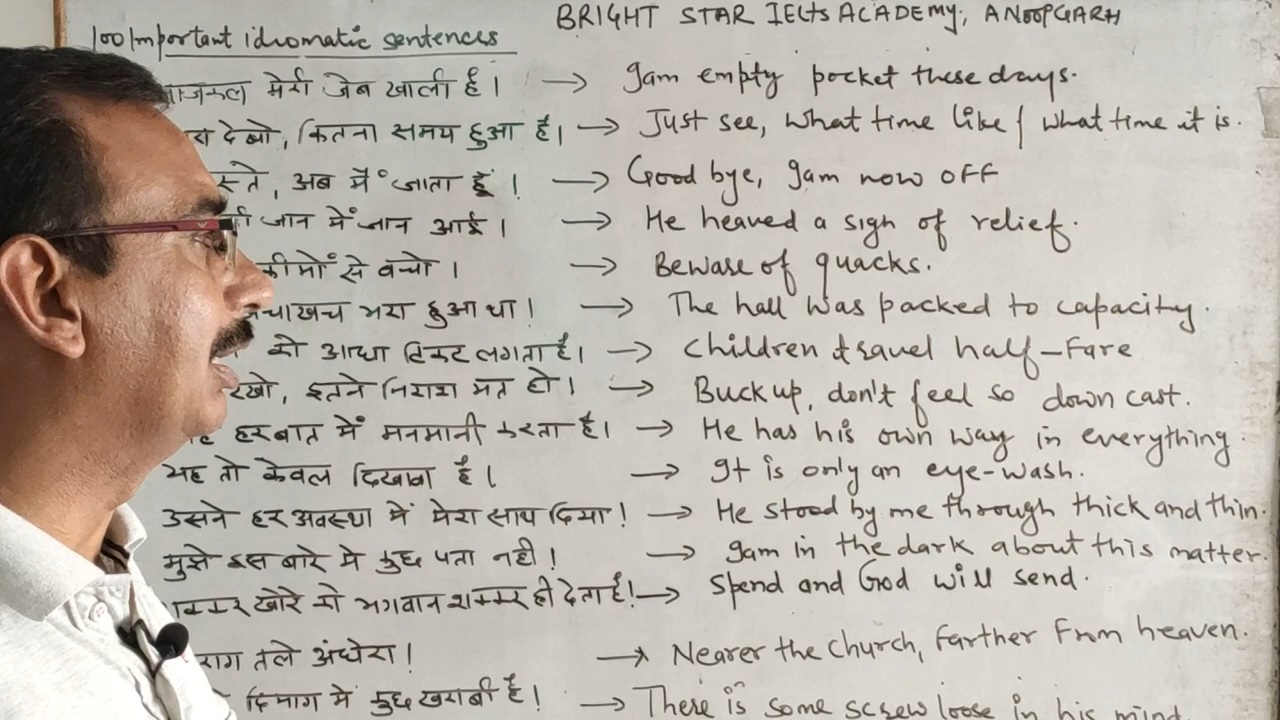 BRIGHT STAR IELTS ACADEMY, ANOOPGARH
100 Important idiomatic sentences
मेरी जेब खाली है। → I am empty pocket these days.
देखो, कितना समय हुआ है। → Just see, what time like / what time it is.
अब मैं जाता हूं। → Good bye, I am now OFF
जान में जान आई। → He heaved a sigh of relief.
से बचो। → Beware of quacks.
भरा हुआ था। → The hall was packed to capacity.
को आधा टिकट लगता है। → Children travel half-Fare
इतने निराश मत हो। → Buck up, don't feel so down cast.
हर बात में मनमानी करता है। → He has his own way in everything.
यह तो केवल दिखावा है। → It is only an eye-wash.
उसने हर अवस्था में मेरा साथ दिया! → He stood by me through thick and thin.
मुझे इस बारे मे कुछ पता नही! → I am in the dark about this matter.
खोरे को भगवान शक्कर ही देता है! → Spend and God will send.
तले अंधेरा! → Nearer the church, farther From heaven.
दिमाग में कुछ खराबी है! → There is some screw loose in his mind